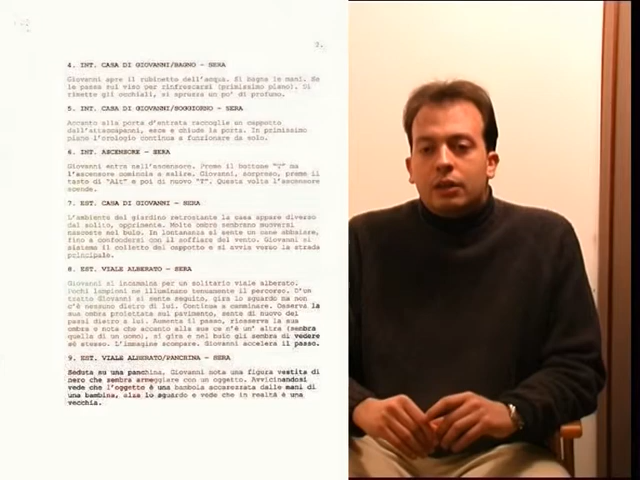 2.
4. INT. CASA DI GIOVANNI/BAGNO - SERA
Giovanni apre il rubinetto dell'acqua. Si bagna le mani. Se
le passa sul viso per rinfrescarsi (primissimo piano). Si
rimette gli occhiali, si spruzza un po' di profumo.
5. INT. CASA DI GIOVANNI/SOGGIORNO - SERA
Accanto alla porta d'entrata raccoglie un cappotto
dall'attaccapanni, esce e chiude la porta. In primissimo
piano l'orologio continua a funzionare da solo.
6. INT. ASCENSORE - SERA
Giovanni entra nell'ascensore. Preme il bottone "T" ma
l'ascensore comincia a salire. Giovanni, sorpreso, preme il
tasto di "Alt" e poi di nuovo "T". Questa volta l'ascensore
scende.
7. EST. CASA DI GIOVANNI - SERA
L'ambiente del giardino retrostante la casa appare diverso
dal solito, opprimente. Molte ombre sembrano muoversi
nascoste nel buio. In lontananza si sente un cane abbaiare,
fino a confondersi con il soffiare del vento. Giovanni si
sistema il colletto del cappotto e si avvia verso la strada
principale.
8. EST. VIALE ALBERATO - SERA
Giovanni si incammina per un solitario viale alberato.
Pochi lampioni ne illuminano tenuamente il percorso. D'un
tratto Giovanni si sente seguito, gira lo sguardo ma non
c'è nessuno dietro di lui. Continua a camminare. Osserva la
sua ombra proiettata sul pavimento, sente di nuovo dei
passi dietro a lui. Aumenta il passo, riosserva la sua
ombra e nota che accanto alla sua ce n'è un' altra (sembra
quella di un uomo), si gira e nel buio gli sembra di vedere
sé stesso. L'immagine scompare. Giovanni accelera il passo.
9. EST. VIALE ALBERATO/PANCHINA - SERA
Seduta su una panchina, Giovanni nota una figura vestita di
nero che sembra armeggiare con un oggetto. Avvicinandosi
vede che l'oggetto è una bambola accarezzata dalle mani di
una bambina, alza lo sguardo e vede che in realtà è una
vecchia.